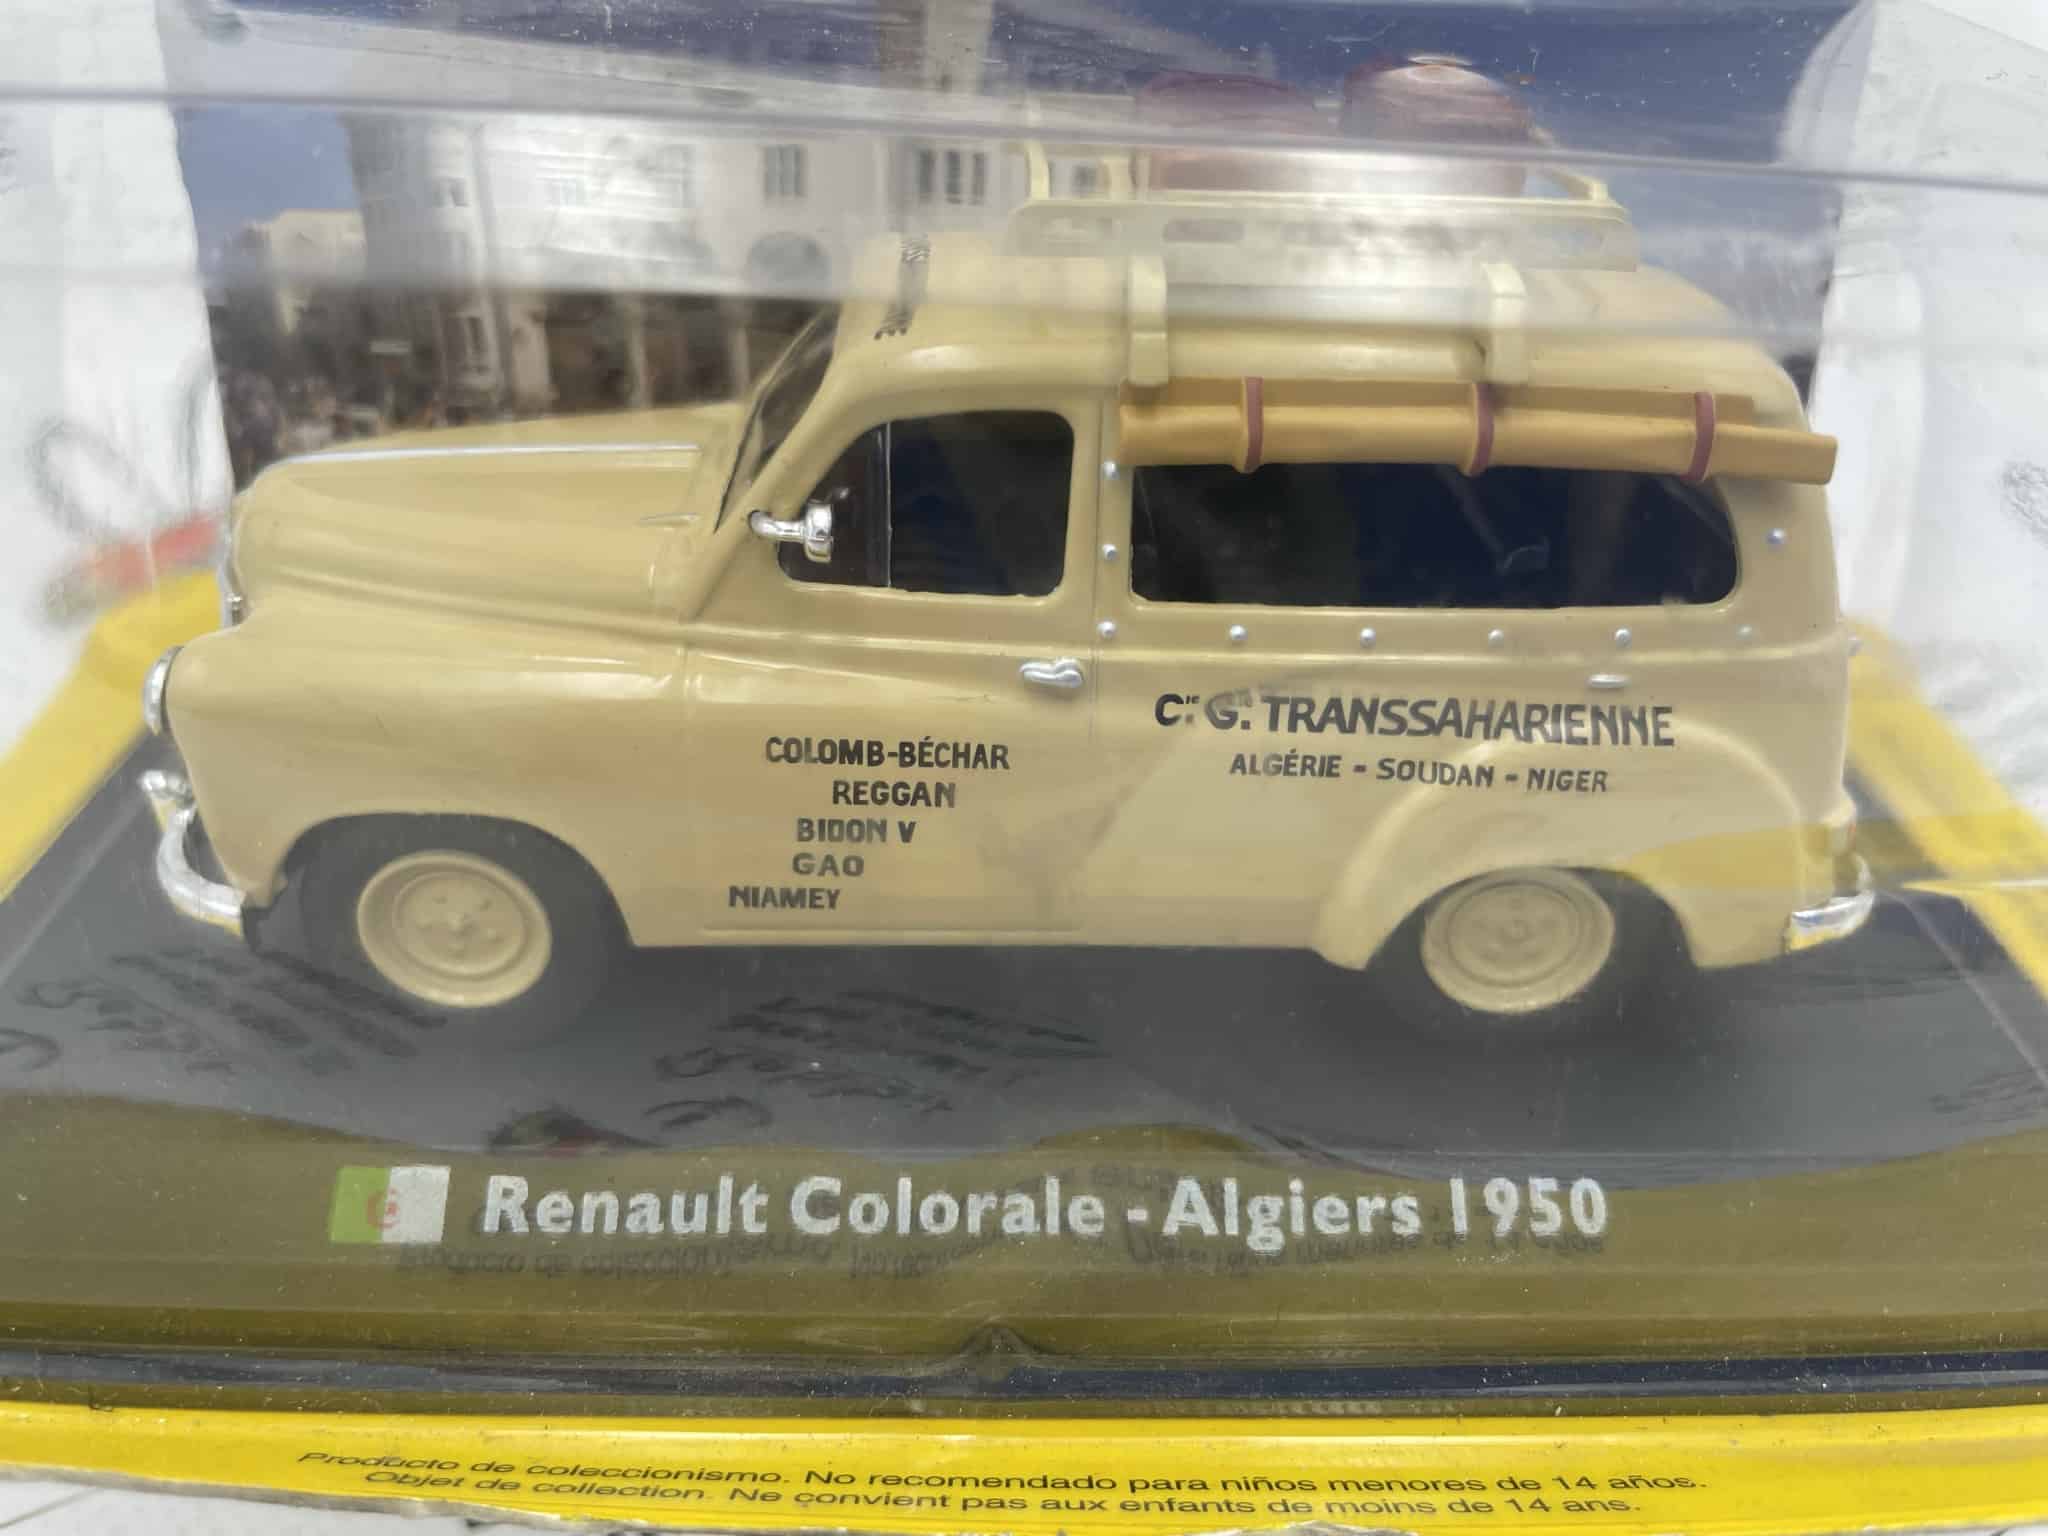 Cie Gle TRANSSAHARIENNE
ALGÉRIE - SOUDAN - NIGER
COLOMB-BÉCHAR
REGGAN
BIDON V
GAO
NIAMEY
Renault Colorale - Algiers 1950
Producto de coleccionismo. No recomendado para niños menores de 14 años.
Objet de collection. Ne convient pas aux enfants de moins de 14 ans.